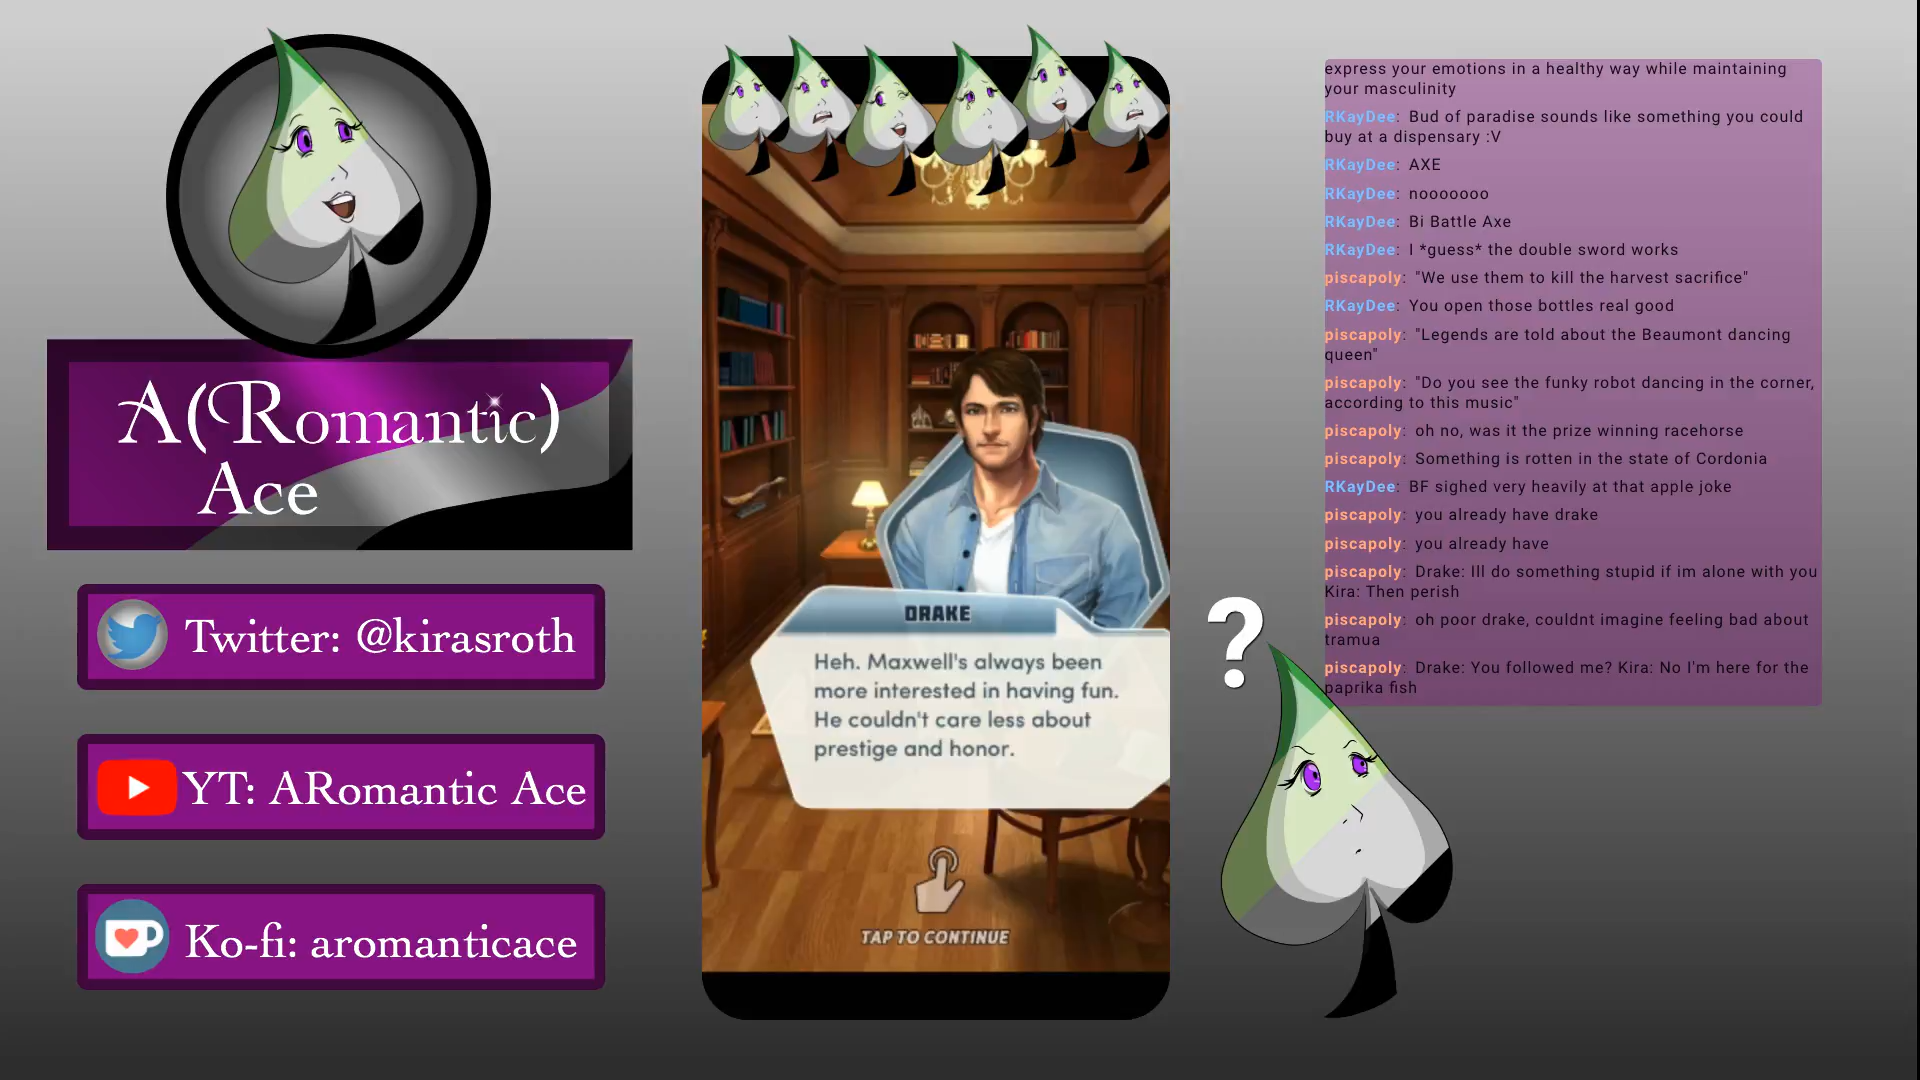 A(Romantic)
Ace
Twitter: @kirasroth
YT: ARomantic Ace
Ko-fi: aromanticace
DRAKE
Heh. Maxwell's always been
more interested in having fun.
He couldn't care less about
prestige and honor.
TAP TO CONTINUE
?
express your emotions in a healthy way while maintaining
your masculinity
RKayDee: Bud of paradise sounds like something you could
buy at a dispensary :V
RKayDee: AXE
RKayDee: nooooooo
RKayDee: Bi Battle Axe
RKayDee: I *guess* the double sword works
piscapoly: "We use them to kill the harvest sacrifice"
RKayDee: You open those bottles real good
piscapoly: "Legends are told about the Beaumont dancing
queen"
piscapoly: "Do you see the funky robot dancing in the corner,
according to this music"
piscapoly: oh no, was it the prize winning racehorse
piscapoly: Something is rotten in the state of Cordonia
RKayDee: BF sighed very heavily at that apple joke
piscapoly: you already have drake
piscapoly: you already have
piscapoly: Drake: Ill do something stupid if im alone with you
Kira: Then perish
piscapoly: oh poor drake, couldnt imagine feeling bad about
tramua
piscapoly: Drake: You followed me? Kira: No I'm here for the
paprika fish